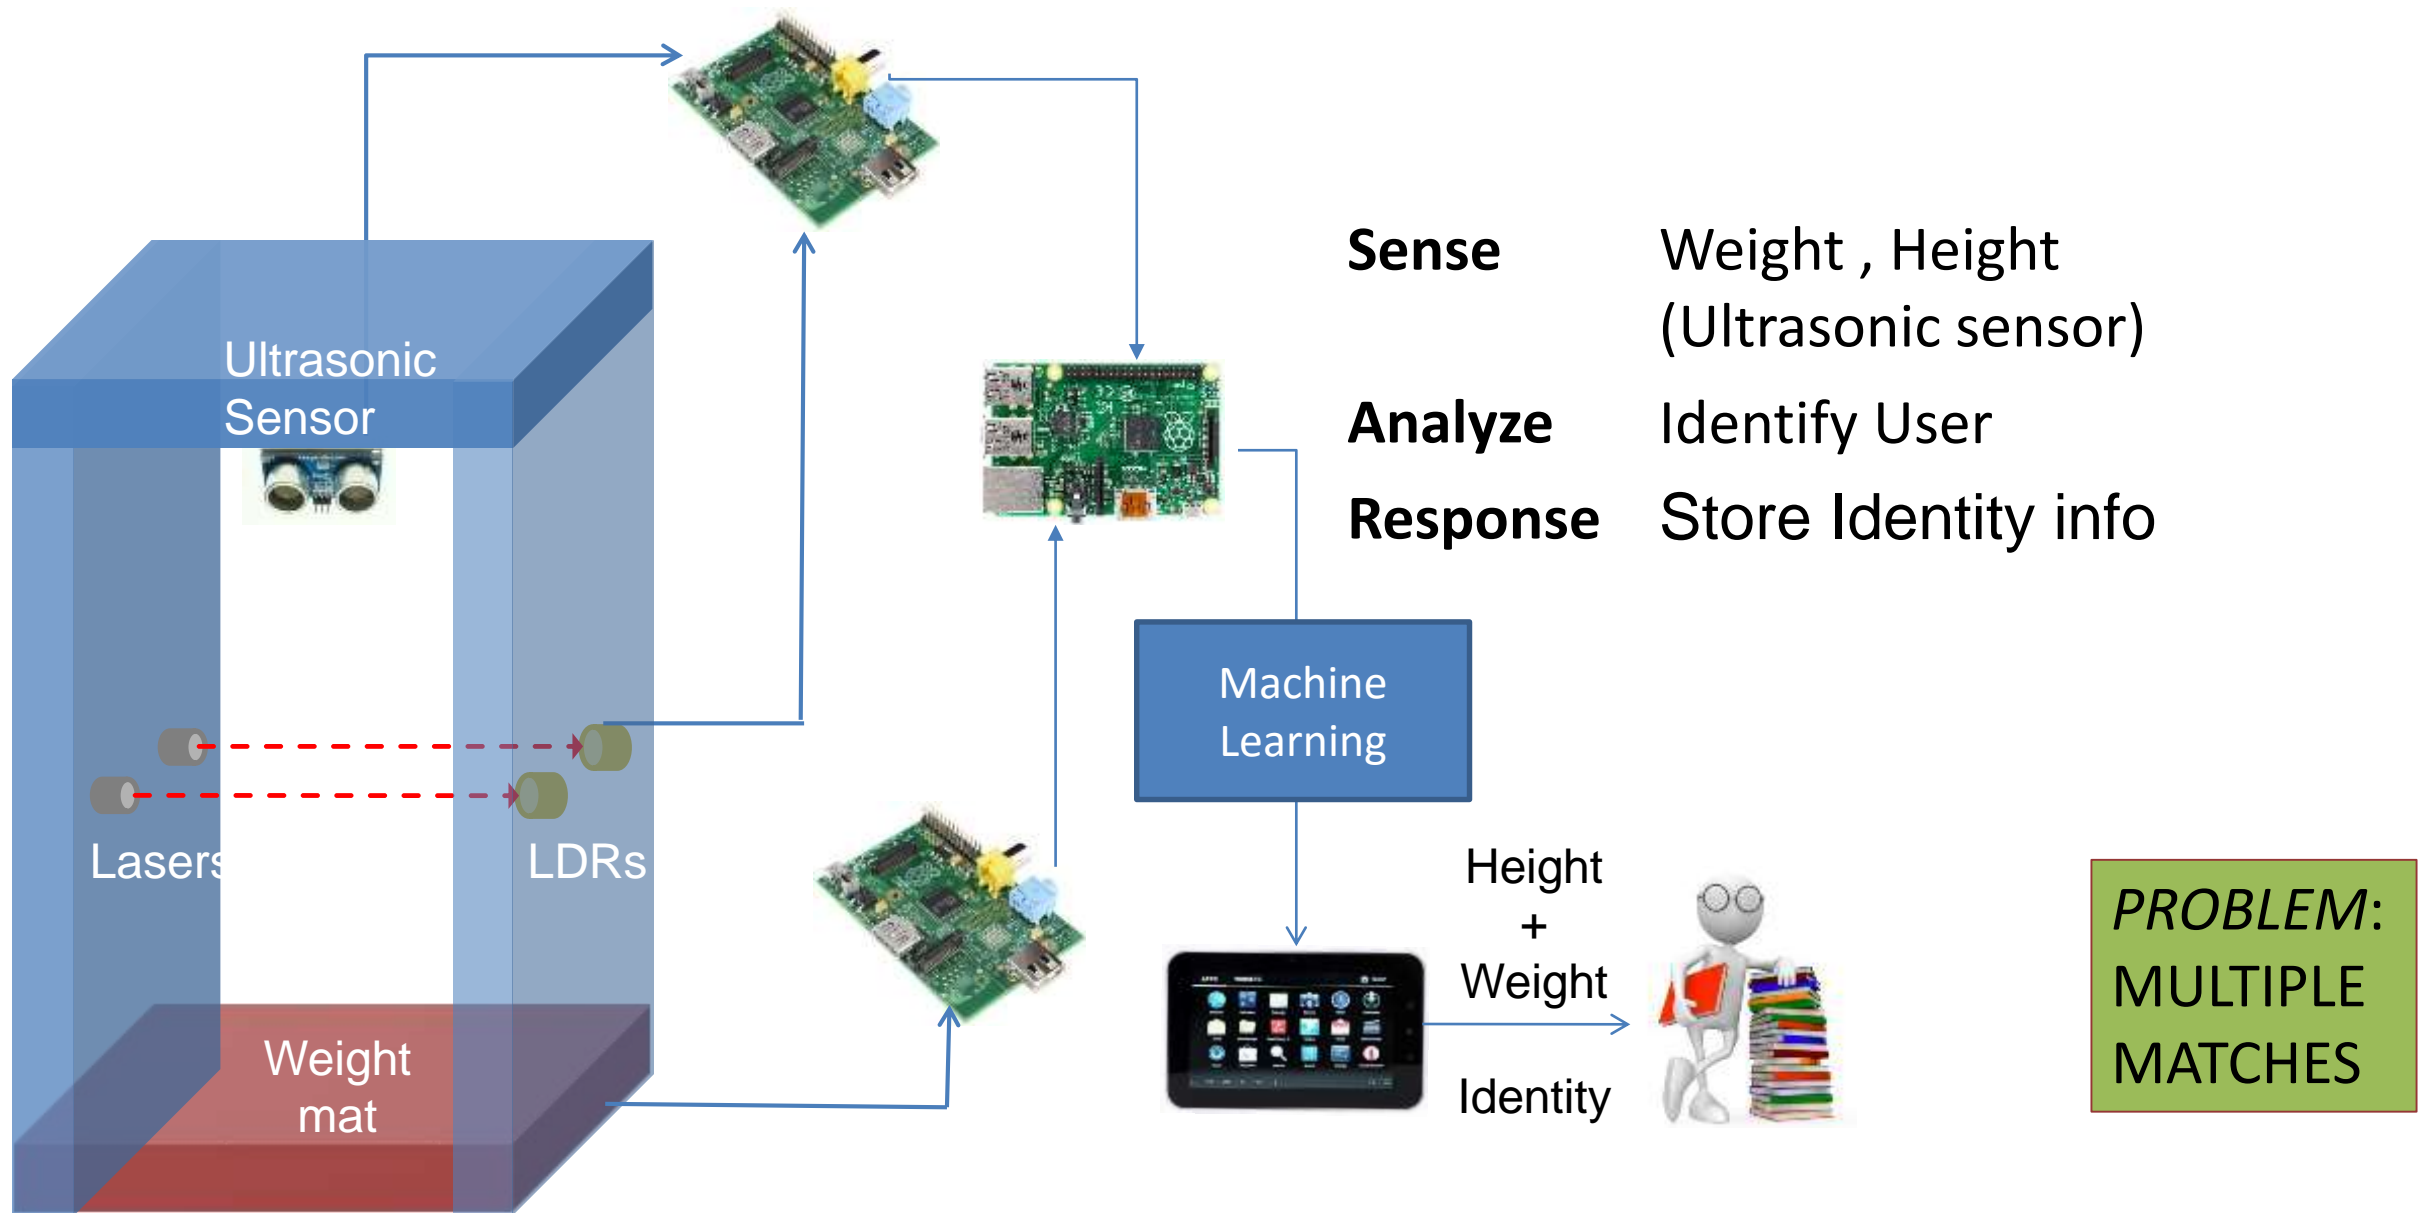 Ultrasonic
Sensor
Lasers
LDRs
Weight
mat
Sense
Weight , Height
(Ultrasonic sensor)
Analyze
Identify User
Response
Store Identity info
Machine
Learning
Height
+
Weight
Identity
PROBLEM:
MULTIPLE
MATCHES